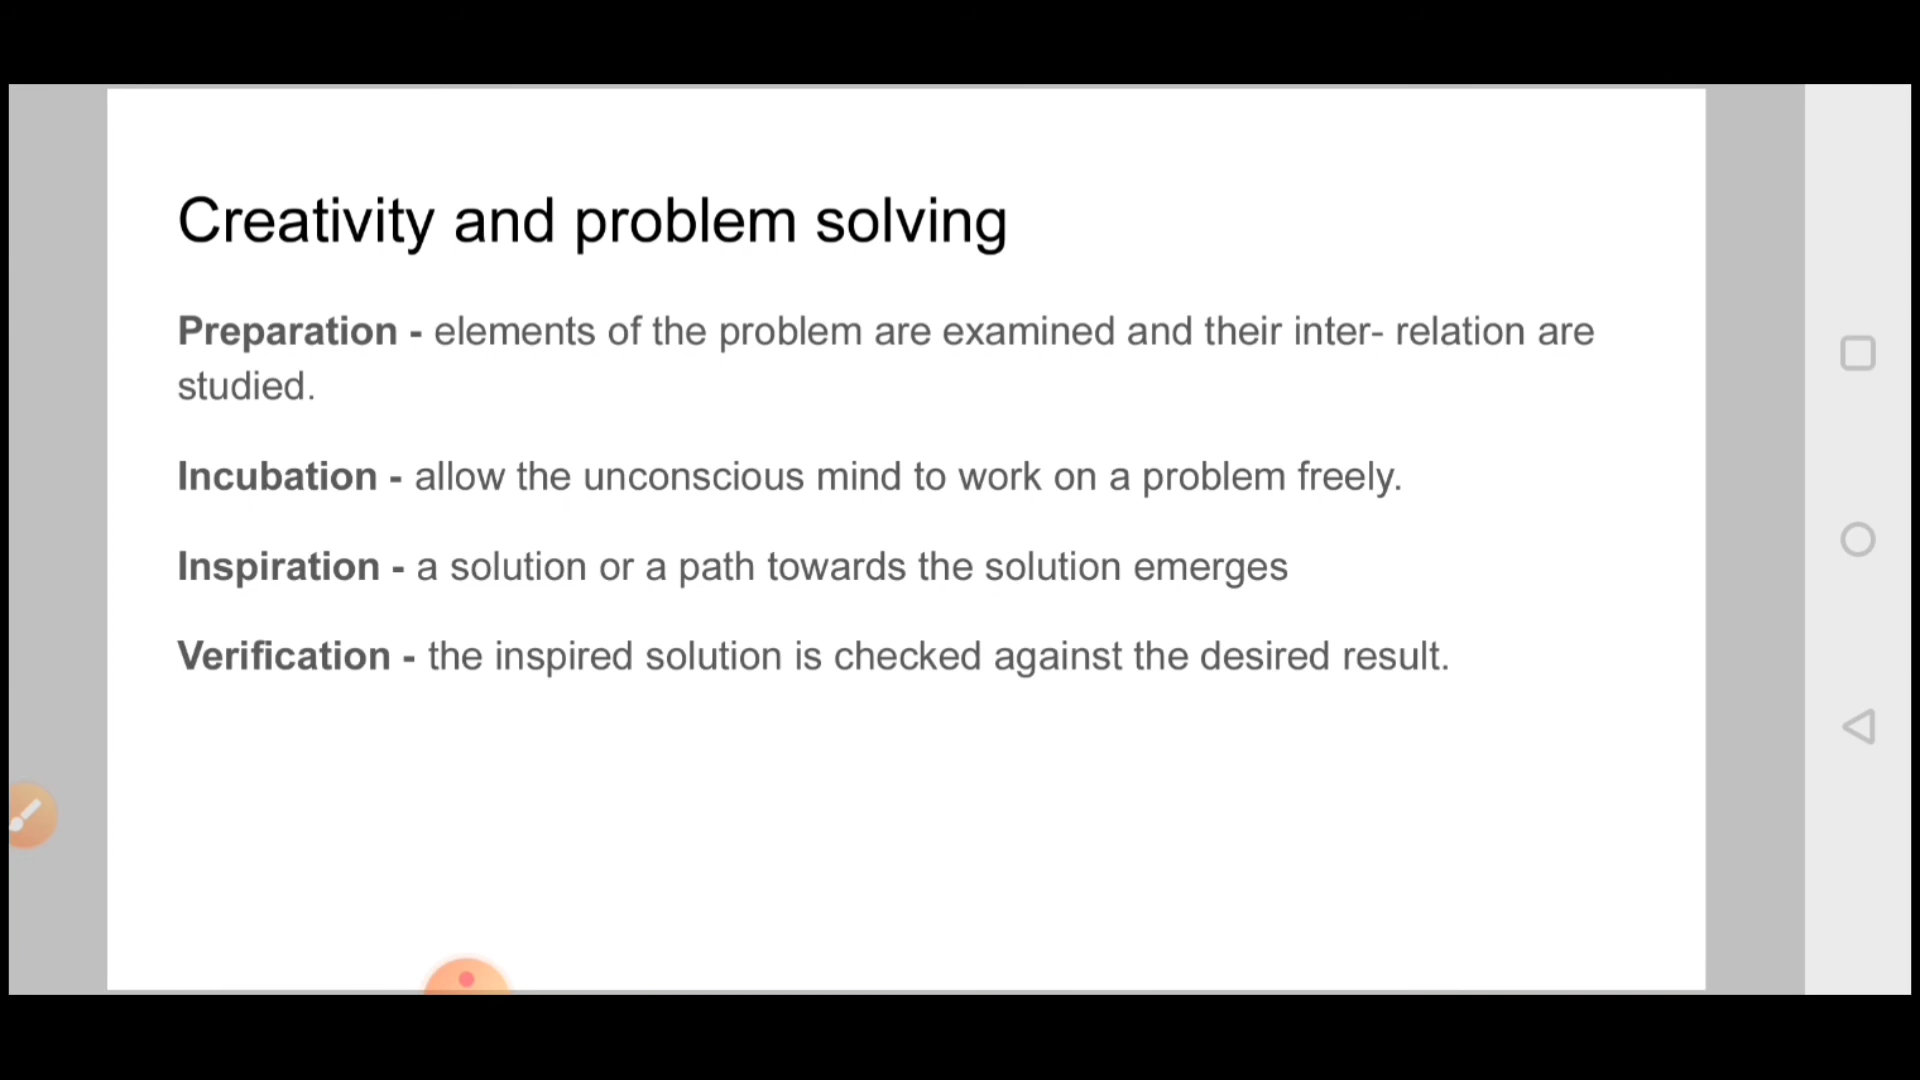 Creativity and problem solving
Preparation - elements of the problem are examined and their inter- relation are
studied.
Incubation - allow the unconscious mind to work on a problem freely.
Inspiration - a solution or a path towards the solution emerges
Verification - the inspired solution is checked against the desired result.